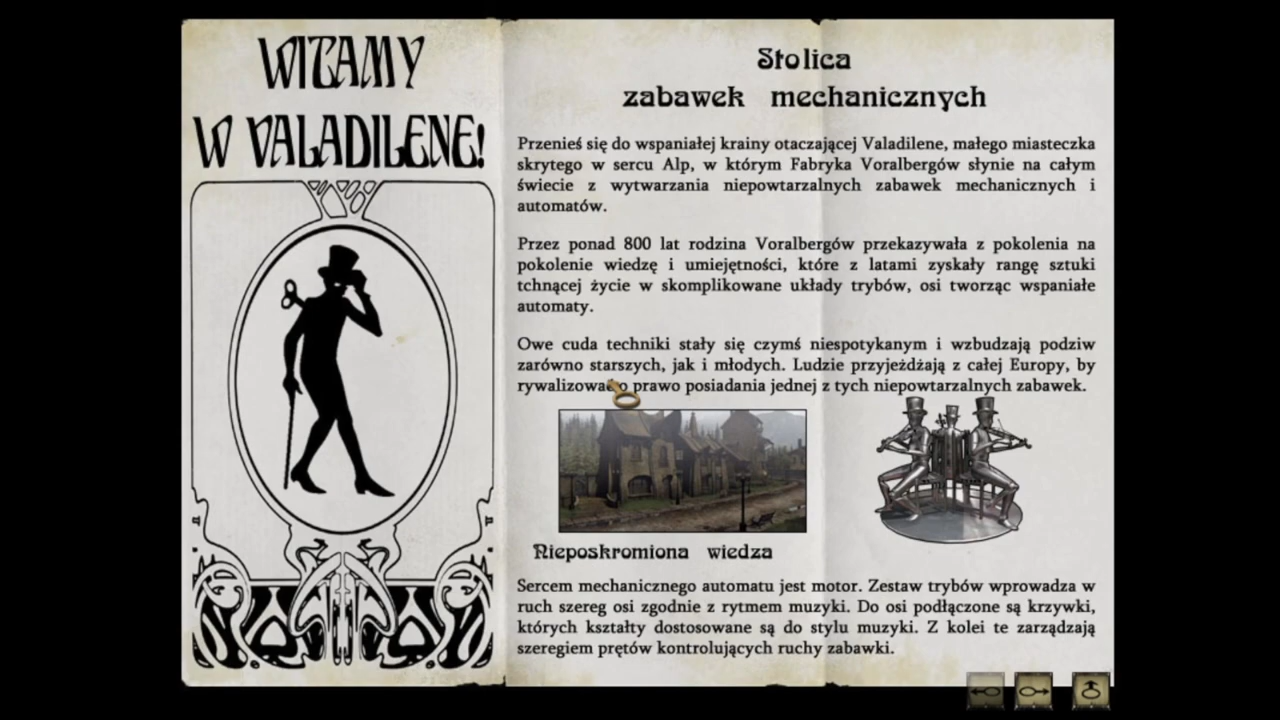 WITAMY
W VALADILENE!
Stolica
zabawek mechanicznych
Przenieś się do wspaniałej krainy otaczającej Valadilene, małego miasteczka
skrytego w sercu Alp, w którym Fabryka Voralbergów słynie na całym
świecie z wytwarzania niepowtarzalnych zabawek mechanicznych i
automatów.
Przez ponad 800 lat rodzina Voralbergów przekazywała z pokolenia na
pokolenie wiedzę i umiejętności, które z latami zyskały rangę sztuki
tchnącej życie w skomplikowane układy trybów, osi tworząc wspaniałe
automaty.
Owe cuda techniki stały się czymś niespotykanym i wzbudzają podziw
zarówno starszych, jak i młodych. Ludzie przyjeżdżają z całej Europy, by
rywalizować o prawo posiadania jednej z tych niepowtarzalnych zabawek.
Nieposkromiona wiedza
Sercem mechanicznego automatu jest motor. Zestaw trybów wprowadza w
ruch szereg osi zgodnie z rytmem muzyki. Do osi podłączone są krzywki,
których kształty dostosowane są do stylu muzyki. Z kolei te zarządzają
szeregiem prętów kontrolujących ruchy zabawki.